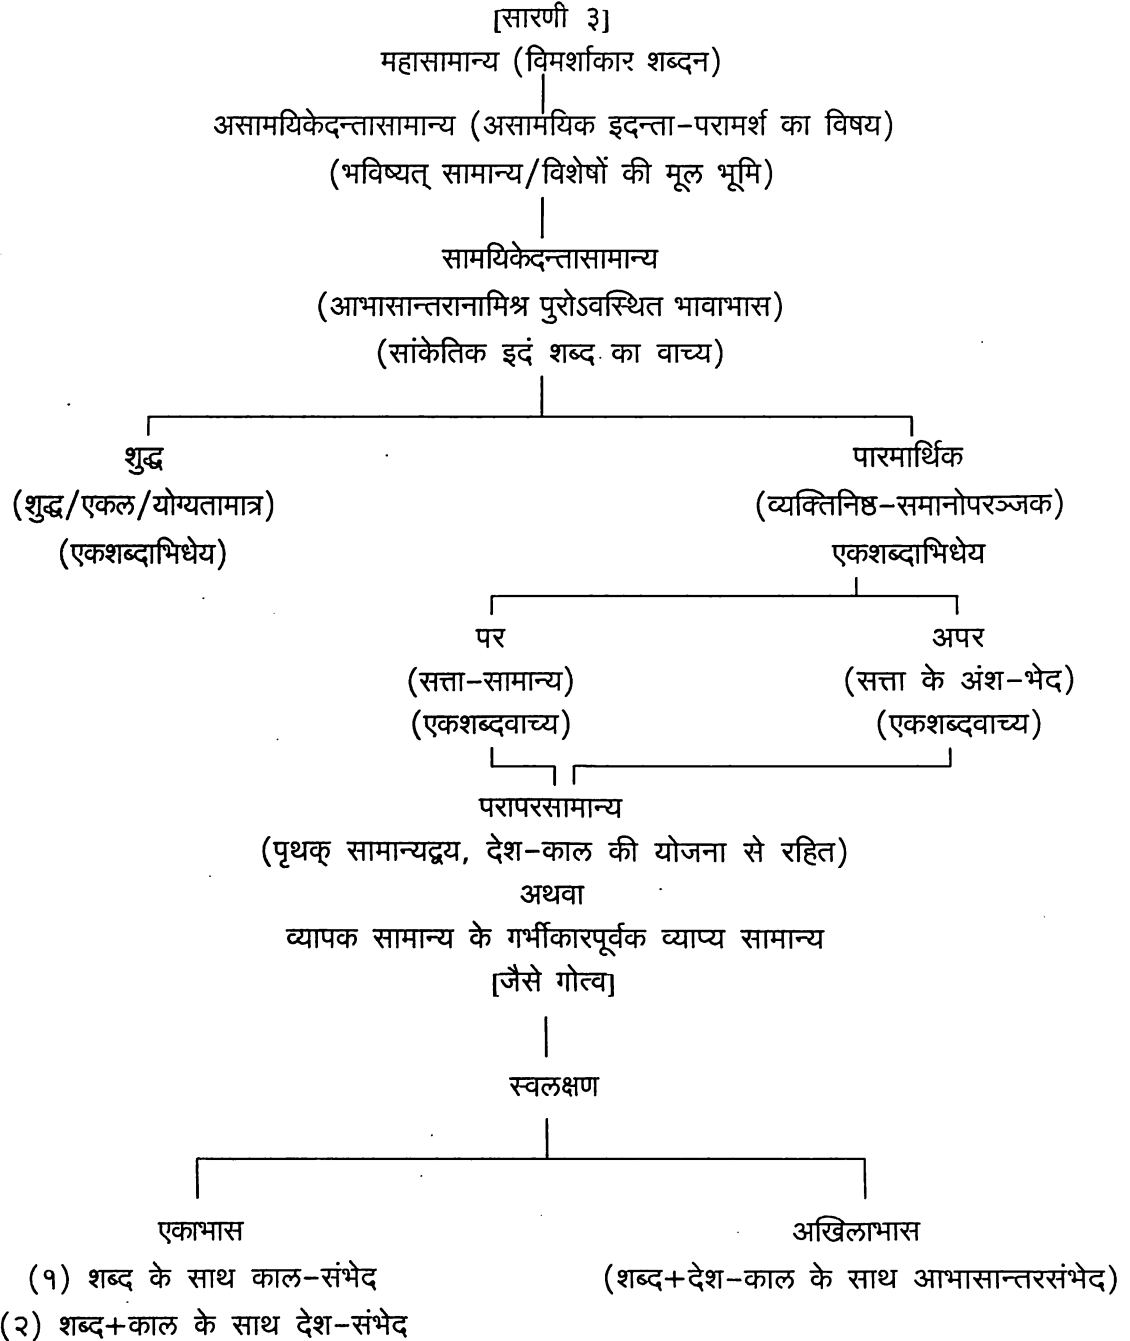 [सारणी ३]
महासामान्य (विमर्शाकार शब्दन)
असामयिकेदन्तासामान्य (असामयिक इदन्ता-परामर्श का विषय)
(भविष्यत् सामान्य/विशेषों की मूल भूमि)
सामयिकेदन्तासामान्य
(आभासान्तरानामिश्र पुरोऽवस्थित भावाभास)
(सांकेतिक इदं शब्द का वाच्य)
शुद्ध
(शुद्ध/एकल/योग्यतामात्र)
(एकशब्दाभिधेय)
पारमार्थिक
(व्यक्तिनिष्ठ-समानोपरञ्जक)
एकशब्दाभिधेय
पर
(सत्ता-सामान्य)
(एकशब्दवाच्य)
अपर
(सत्ता के अंश-भेद)
(एकशब्दवाच्य)
परापरसामान्य
(पृथक् सामान्यद्वय, देश-काल की योजना से रहित)
अथवा
व्यापक सामान्य के गर्भीकारपूर्वक व्याप्य सामान्य
[जैसे गोत्व]
स्वलक्षण
एकाभास
(१) शब्द के साथ काल-संभेद
(२) शब्द+काल के साथ देश-संभेद
अखिलाभास
(शब्द+देश-काल के साथ आभासान्तरसंभेद)